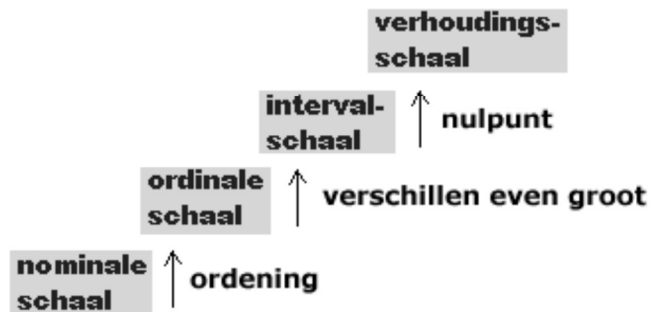 verhoudings-
schaal
interval-
schaal
nulpunt
ordinale
schaal
verschillen even groot
nominale
schaal
ordening